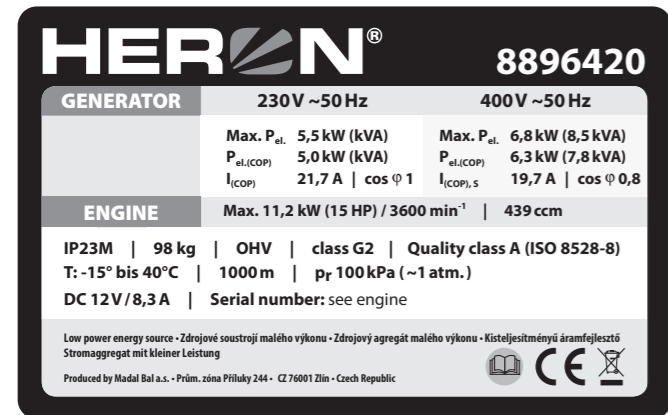 HERON®
8896420
GENERATOR 230V ~50 Hz 400V ~50 Hz
Max. Pel. 5,5 kW (kVA) Max. Pel. 6,8 kW (8,5 kVA)
Pel.(COP) 5,0 kW (kVA) Pel.(COP) 6,3 kW (7,8 kVA)
I(COP) 21,7 A | cos φ 1 I(COP), S 19,7 A | cos φ 0,8
ENGINE Max. 11,2 kW (15 HP) / 3600 min⁻¹ | 439 ccm
IP23M | 98 kg | OHV | class G2 | Quality class A (ISO 8528-8)
T: -15° bis 40°C | 1000 m | pr 100 kPa (~1 atm.)
DC 12V / 8,3 A | Serial number: see engine
Low power energy source • Zdrojové soustrojí malého výkonu • Zdrojový agregát malého výkonu • Kisteljesítményű áramfejlesztő
Stromaggregat mit kleiner Leistung
Produced by Madal Bal a.s. • Prům. zóna Příluky 244 • CZ 76001 Zlín • Czech Republic
CE